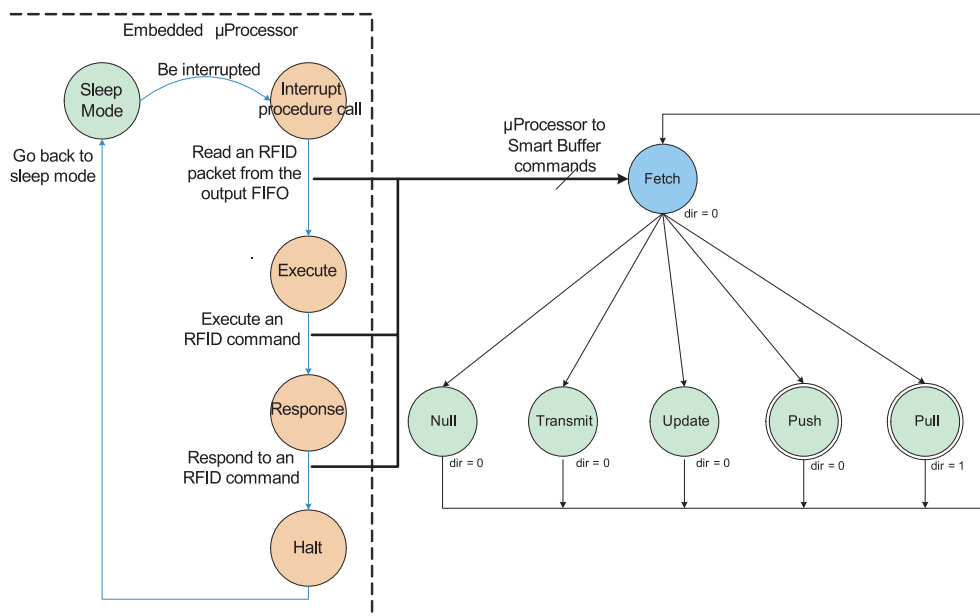 Embedded µProcessor
Be interrupted
Sleep
Mode
Interrupt
procedure call
Go back to
sleep mode
Read an RFID
packet from the
output FIFO
Execute
Execute an
RFID command
Response
Respond to an
RFID command
Halt
µProcessor to
Smart Buffer
commands
Fetch
dir = 0
Null
dir = 0
Transmit
dir = 0
Update
dir = 0
Push
dir = 0
Pull
dir = 1